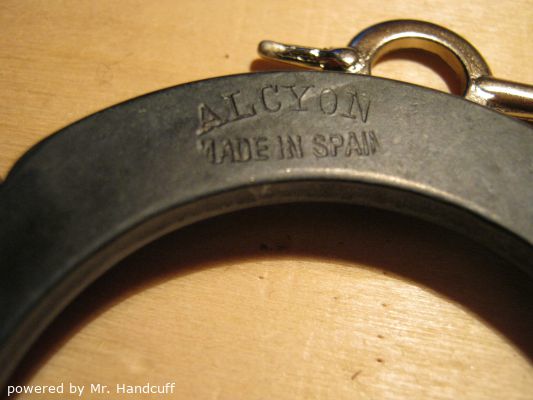 ALCYON
MADE IN SPAIN
powered by Mr. Handcuff